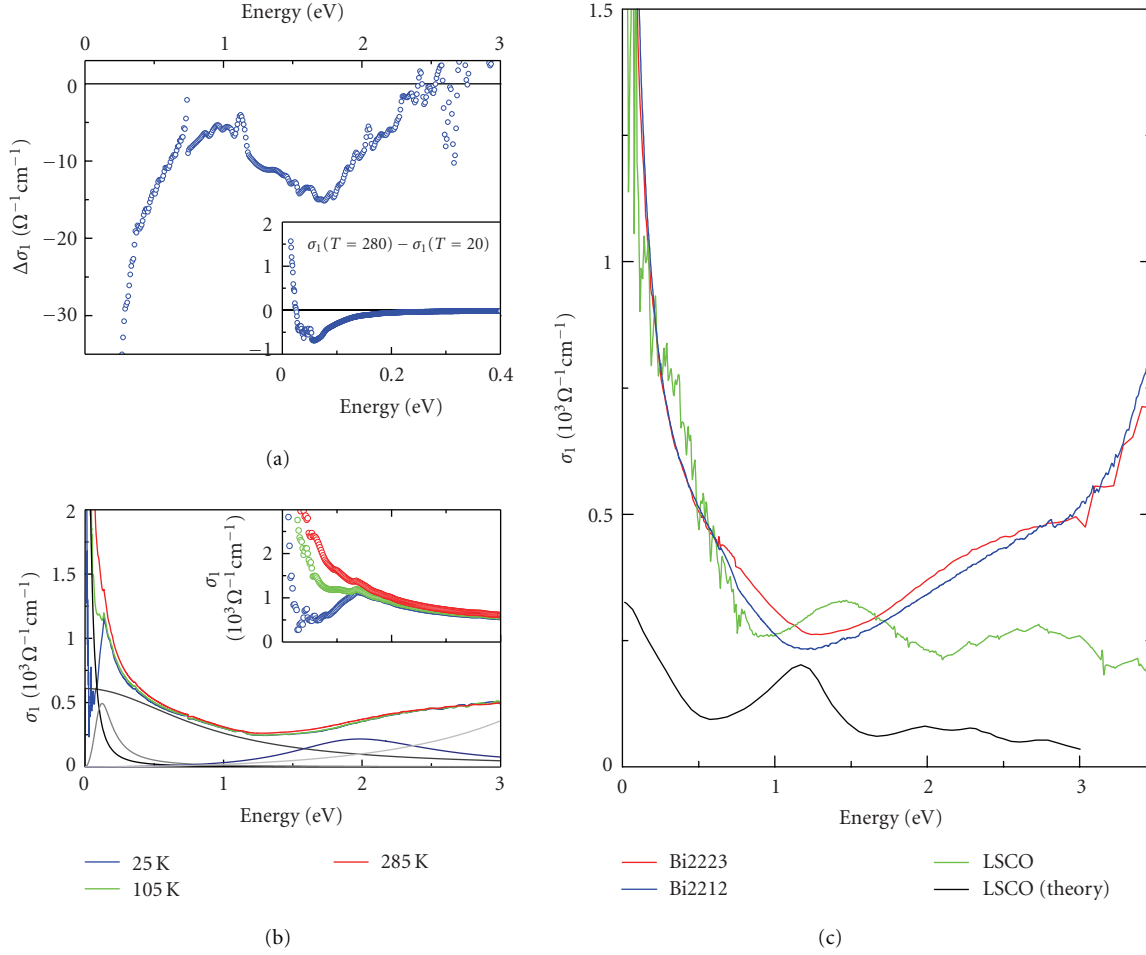 Energy (eV)
0 1 2 3
0
−10
−20
−30
Δσ1 (Ω−1cm−1)
2
1
0
−1
σ1(T = 280) − σ1(T = 20)
0 0.2 0.4
Energy (eV)
(a)
2
1.5
1
0.5
0
σ1 (10³Ω−1cm−1)
2
1
0
σ1
(10³Ω−1cm−1)
0 1 2 3
Energy (eV)
25 K
105 K
285 K
(b)
1.5
1
0.5
0
σ1 (10³Ω−1cm−1)
0 1 2 3
Energy (eV)
Bi2223
Bi2212
LSCO
LSCO (theory)
(c)